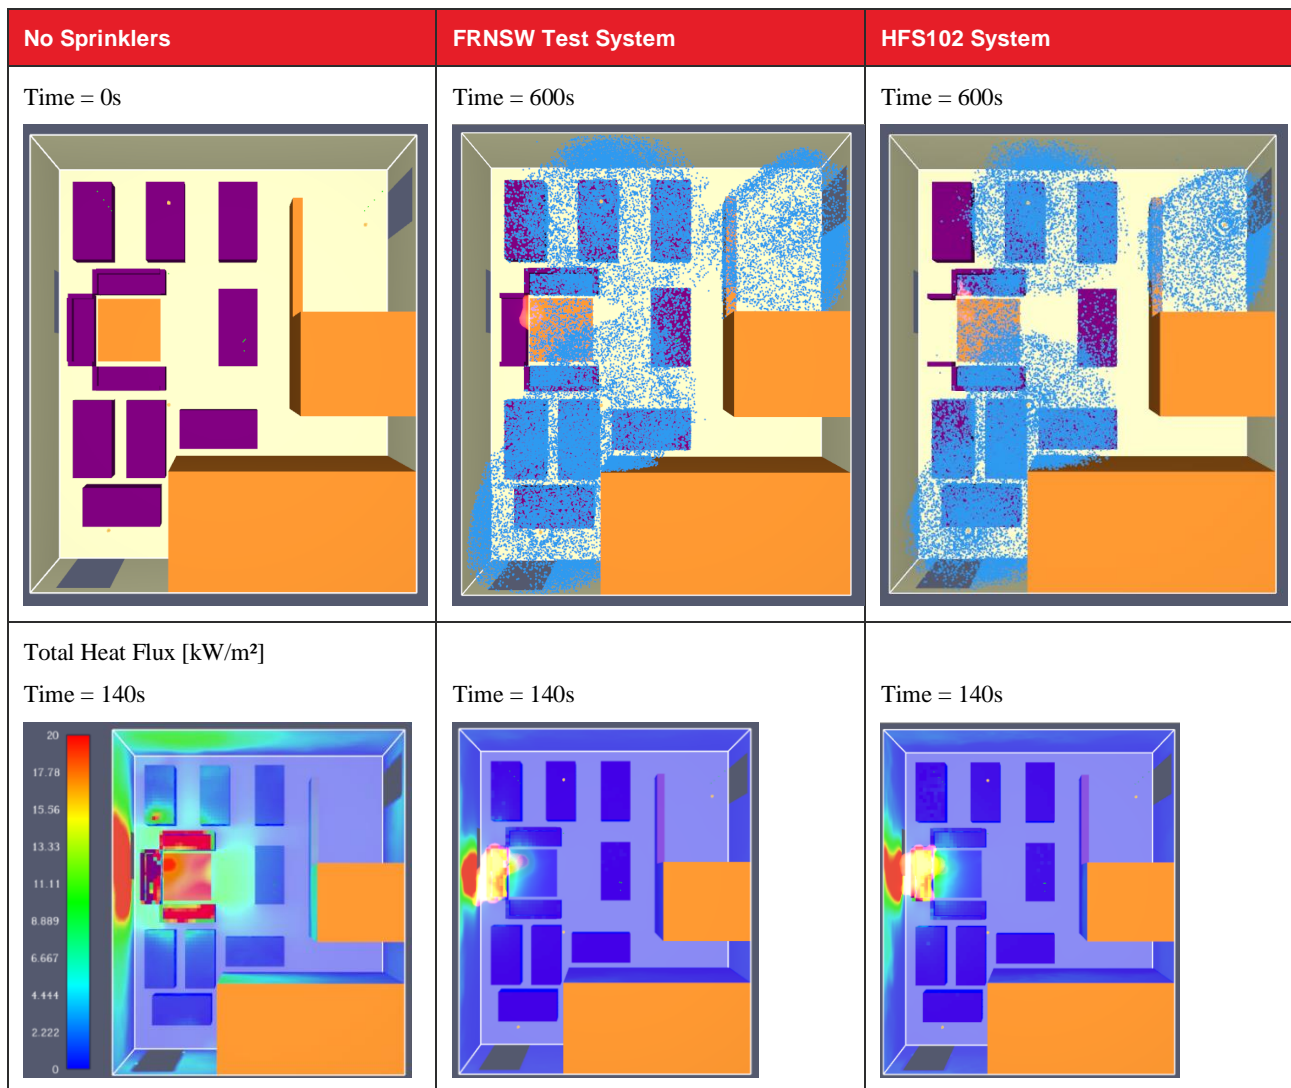 No Sprinklers
FRNSW Test System
HFS102 System
Time = 0s
Time = 600s
Time = 600s
Total Heat Flux [kW/m²]
Time = 140s
Time = 140s
Time = 140s
20
17.78
15.56
13.33
11.11
8.889
6.667
4.444
2.222
0